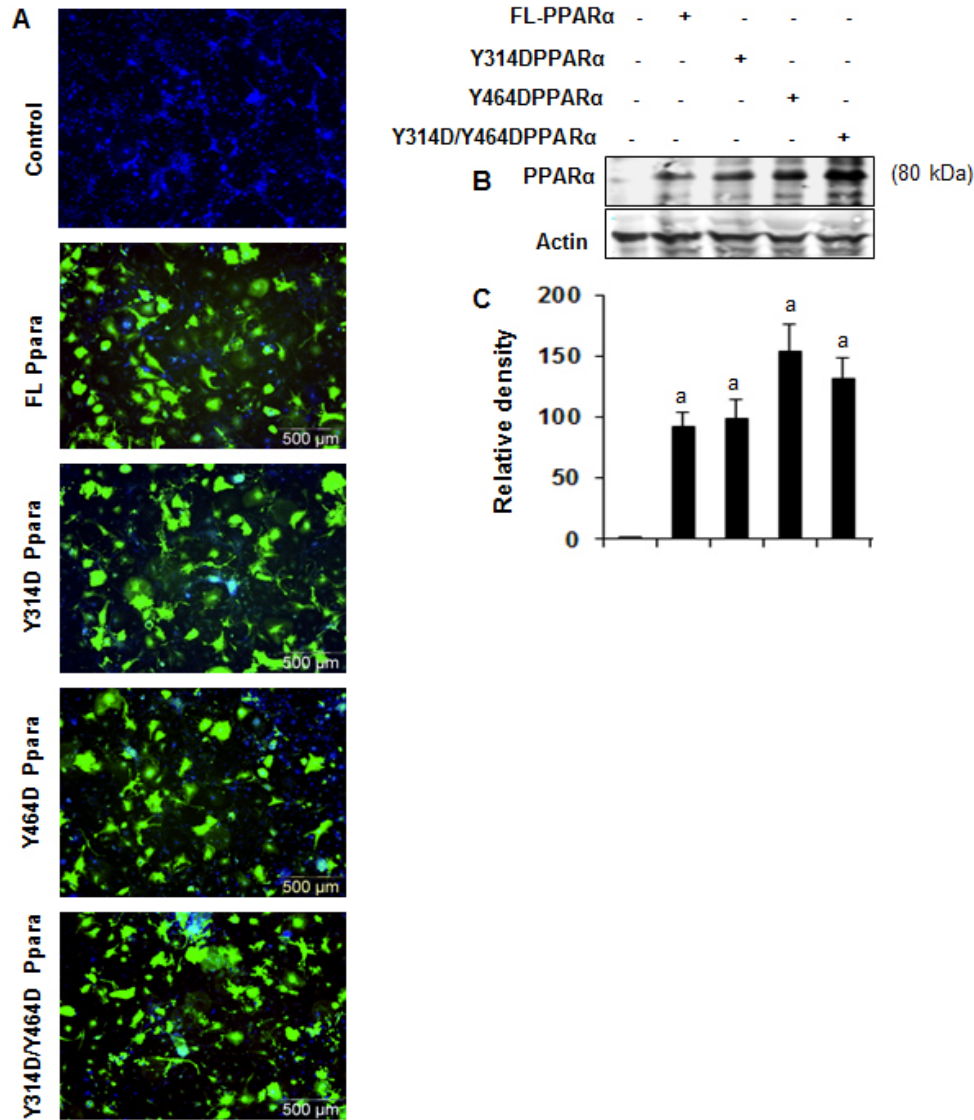 A
Control
FL Ppara
500 µm
Y314D Ppara
500 µm
Y464D Ppara
500 µm
Y314D/Y464D Ppara
500 µm
FL-PPARα - + - - -
Y314DPPARα - - + - -
Y464DPPARα - - - + -
Y314D/Y464DPPARα - - - - +
B PPARα (80 kDa)
Actin
C
Relative density
200
150
100
50
0
a
a
a
a